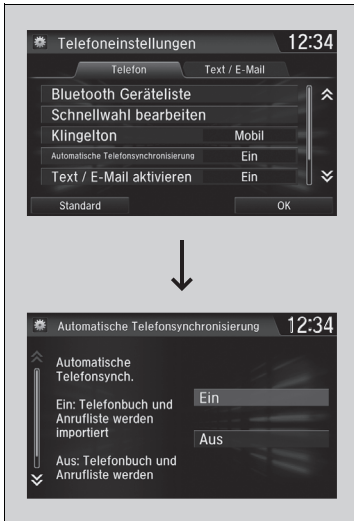 Telefoneinstellungen 12:34
Telefon Text / E-Mail
Bluetooth Geräteliste
Schnellwahl bearbeiten
Klingelton Mobil
Automatische Telefonsynchronisierung Ein
Text / E-Mail aktivieren Ein
Standard OK
Automatische Telefonsynchronisierung 12:34
Automatische
Telefonsynch.
Ein: Telefonbuch und
Anrufliste werden
importiert
Aus: Telefonbuch und
Anrufliste werden
Ein
Aus